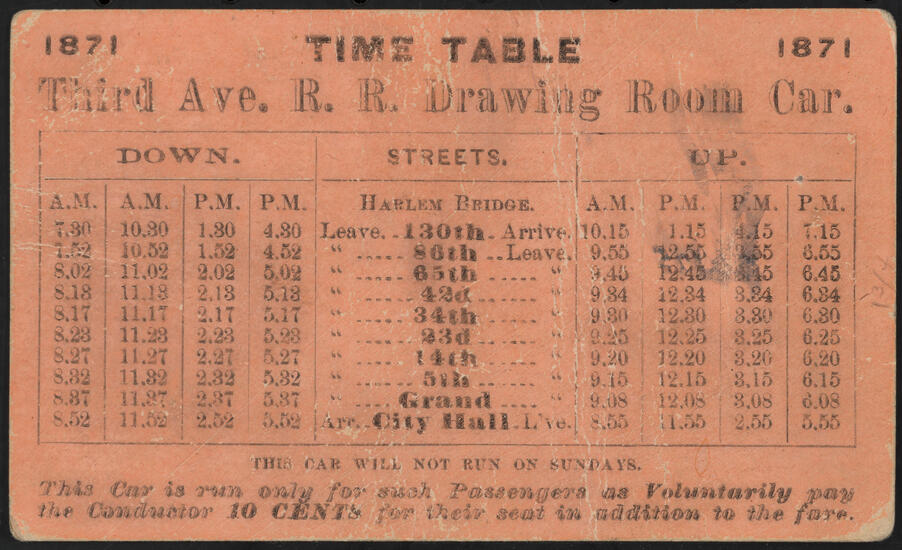 1871 TIME TABLE 1871
Third Ave. R. R. Drawing Room Car.
DOWN. STREETS. UP.
A.M. A.M. P.M. P.M. HARLEM BRIDGE. A.M. P.M. P.M. P.M.
7.30 10.30 1.30 4.30 Leave...130th. Arrive. 10.15 1.15 4.15 7.15
7.52 10.52 1.52 4.52 “ ..... 86th ..Leave. 9.55 12.55 3.55 6.55
8.02 11.02 2.02 5.02 “ ..... 65th ...... “ 9.45 12.45 3.45 6.45
8.13 11.13 2.13 5.13 “ ..... 42d ...... “ 9.34 12.34 3.34 6.34
8.17 11.17 2.17 5.17 “ ..... 34th ...... “ 9.30 12.30 3.30 6.30
8.23 11.23 2.23 5.23 “ ..... 23d ...... “ 9.25 12.25 3.25 6.25
8.27 11.27 2.27 5.27 “ ..... 14th ...... “ 9.20 12.20 3.20 6.20
8.32 11.32 2.32 5.32 “ ..... 5th ...... “ 9.15 12.15 3.15 6.15
8.37 11.37 2.37 5.37 “ ..... Grand ..... “ 9.08 12.08 3.08 6.08
8.52 11.52 2.52 5.52 Arr...City Hall.L've. 8.55 11.55 2.55 5.55
THIS CAR WILL NOT RUN ON SUNDAYS.
This Car is run only for such Passengers as Voluntarily pay
the Conductor 10 CENTS for their seat in addition to the fare.